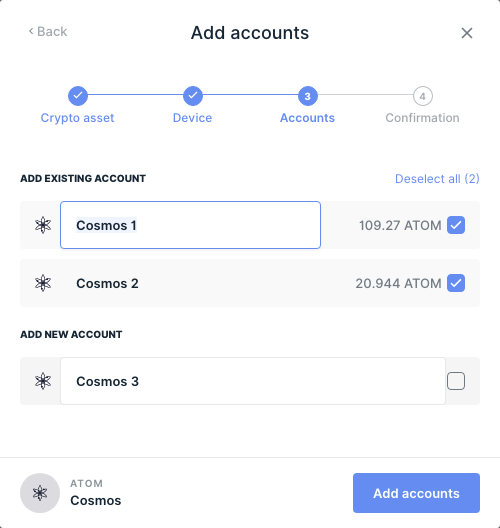 Back
Add accounts
3
4
Crypto asset
Device
Accounts
Confirmation
ADD EXISTING ACCOUNT
Deselect all (2)
Cosmos 1
109.27 ATOM
Cosmos 2
20.944 ATOM
ADD NEW ACCOUNT
Cosmos 3
ATOM
Cosmos
Add accounts